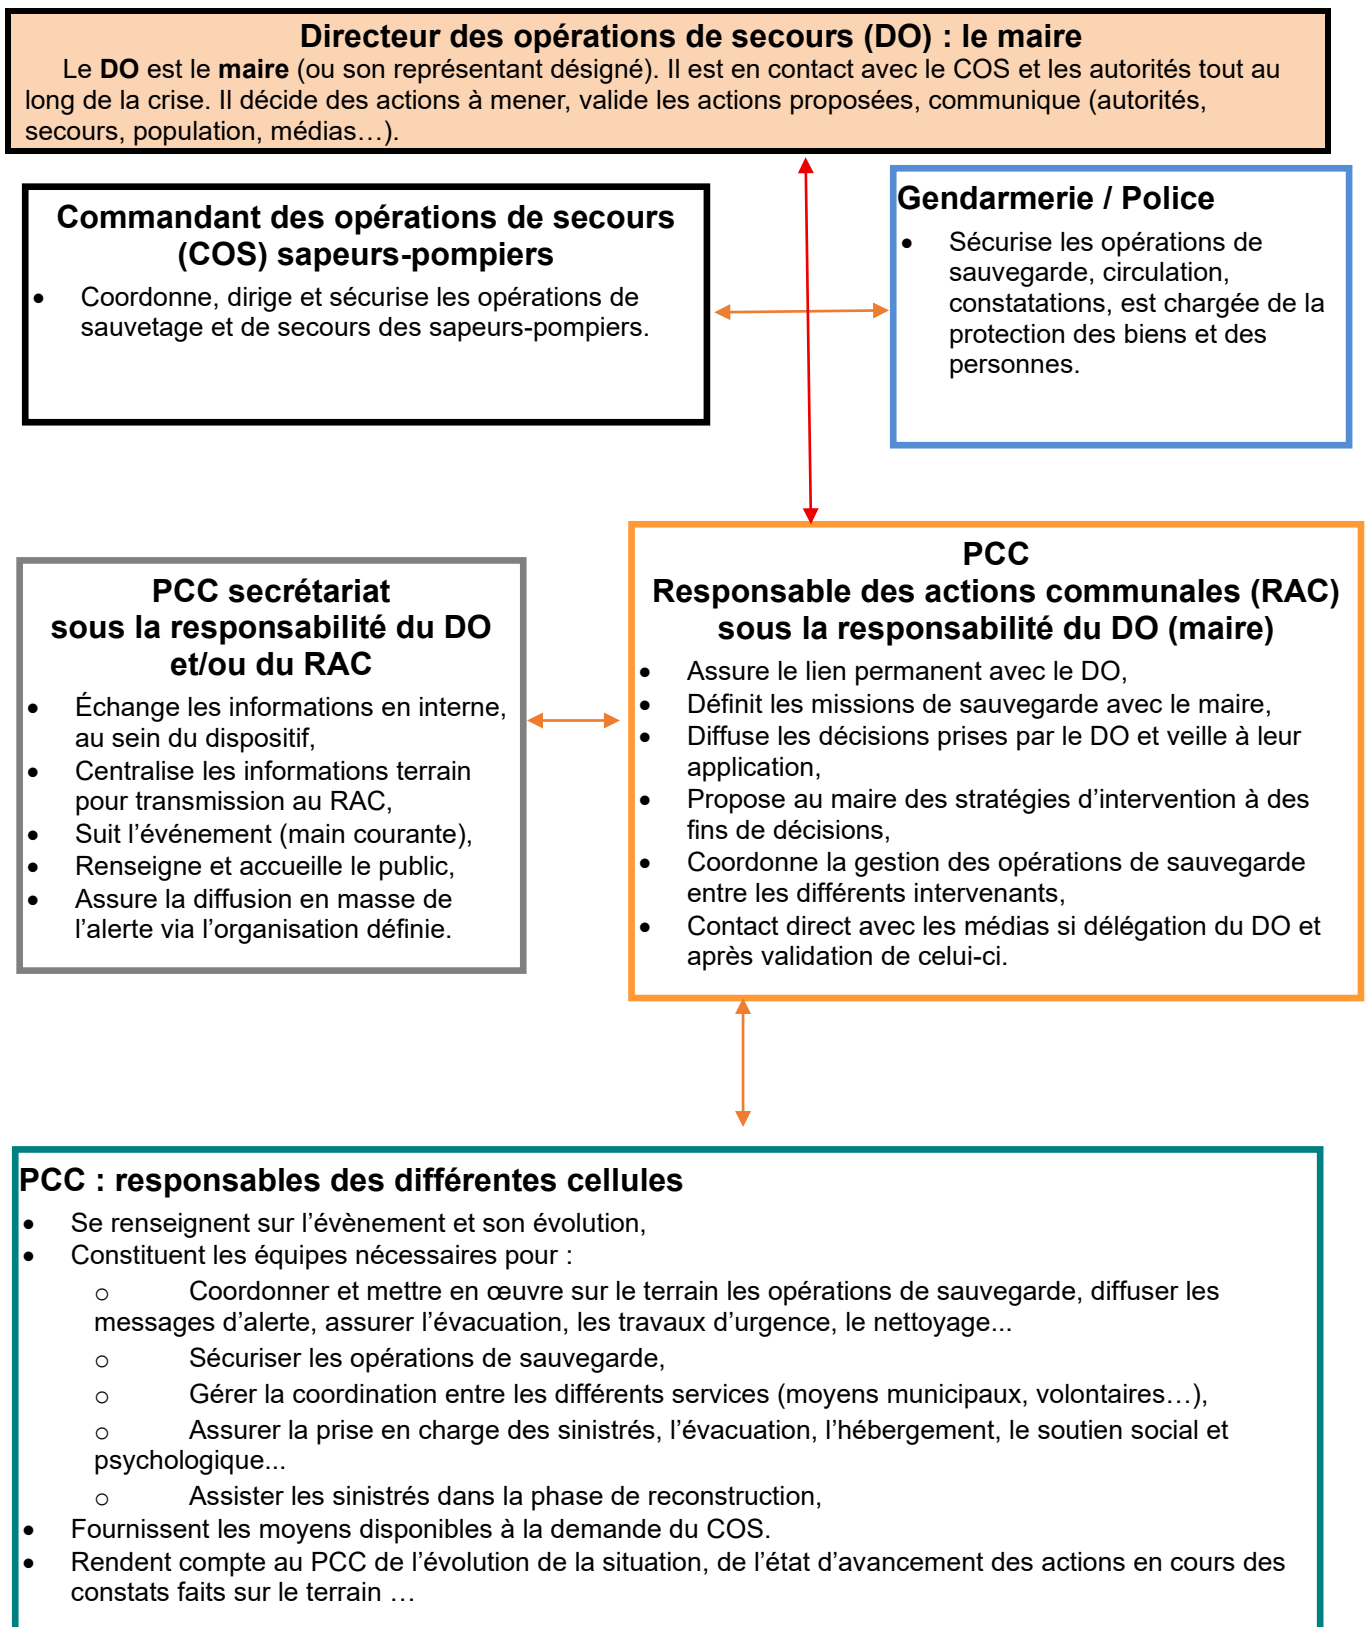 Directeur des opérations de secours (DO) : le maire
Le DO est le maire (ou son représentant désigné). Il est en contact avec le COS et les autorités tout au
long de la crise. Il décide des actions à mener, valide les actions proposées, communique (autorités,
secours, population, médias…).
Commandant des opérations de secours
(COS) sapeurs-pompiers
• Coordonne, dirige et sécurise les opérations de
sauvetage et de secours des sapeurs-pompiers.
Gendarmerie / Police
• Sécurise les opérations de
sauvegarde, circulation,
constatations, est chargée de la
protection des biens et des
personnes.
PCC secrétariat
sous la responsabilité du DO
et/ou du RAC
• Échange les informations en interne,
au sein du dispositif,
• Centralise les informations terrain
pour transmission au RAC,
• Suit l’événement (main courante),
• Renseigne et accueille le public,
• Assure la diffusion en masse de
l’alerte via l’organisation définie.
PCC
Responsable des actions communales (RAC)
sous la responsabilité du DO (maire)
• Assure le lien permanent avec le DO,
• Définit les missions de sauvegarde avec le maire,
• Diffuse les décisions prises par le DO et veille à leur
application,
• Propose au maire des stratégies d’intervention à des
fins de décisions,
• Coordonne la gestion des opérations de sauvegarde
entre les différents intervenants,
• Contact direct avec les médias si délégation du DO et
après validation de celui-ci.
PCC : responsables des différentes cellules
• Se renseignent sur l’évènement et son évolution,
• Constituent les équipes nécessaires pour :
o Coordonner et mettre en œuvre sur le terrain les opérations de sauvegarde, diffuser les
messages d’alerte, assurer l’évacuation, les travaux d’urgence, le nettoyage...
o Sécuriser les opérations de sauvegarde,
o Gérer la coordination entre les différents services (moyens municipaux, volontaires…),
o Assurer la prise en charge des sinistrés, l’évacuation, l’hébergement, le soutien social et
psychologique...
o Assister les sinistrés dans la phase de reconstruction,
• Fournissent les moyens disponibles à la demande du COS.
• Rendent compte au PCC de l’évolution de la situation, de l’état d’avancement des actions en cours des
constats faits sur le terrain …